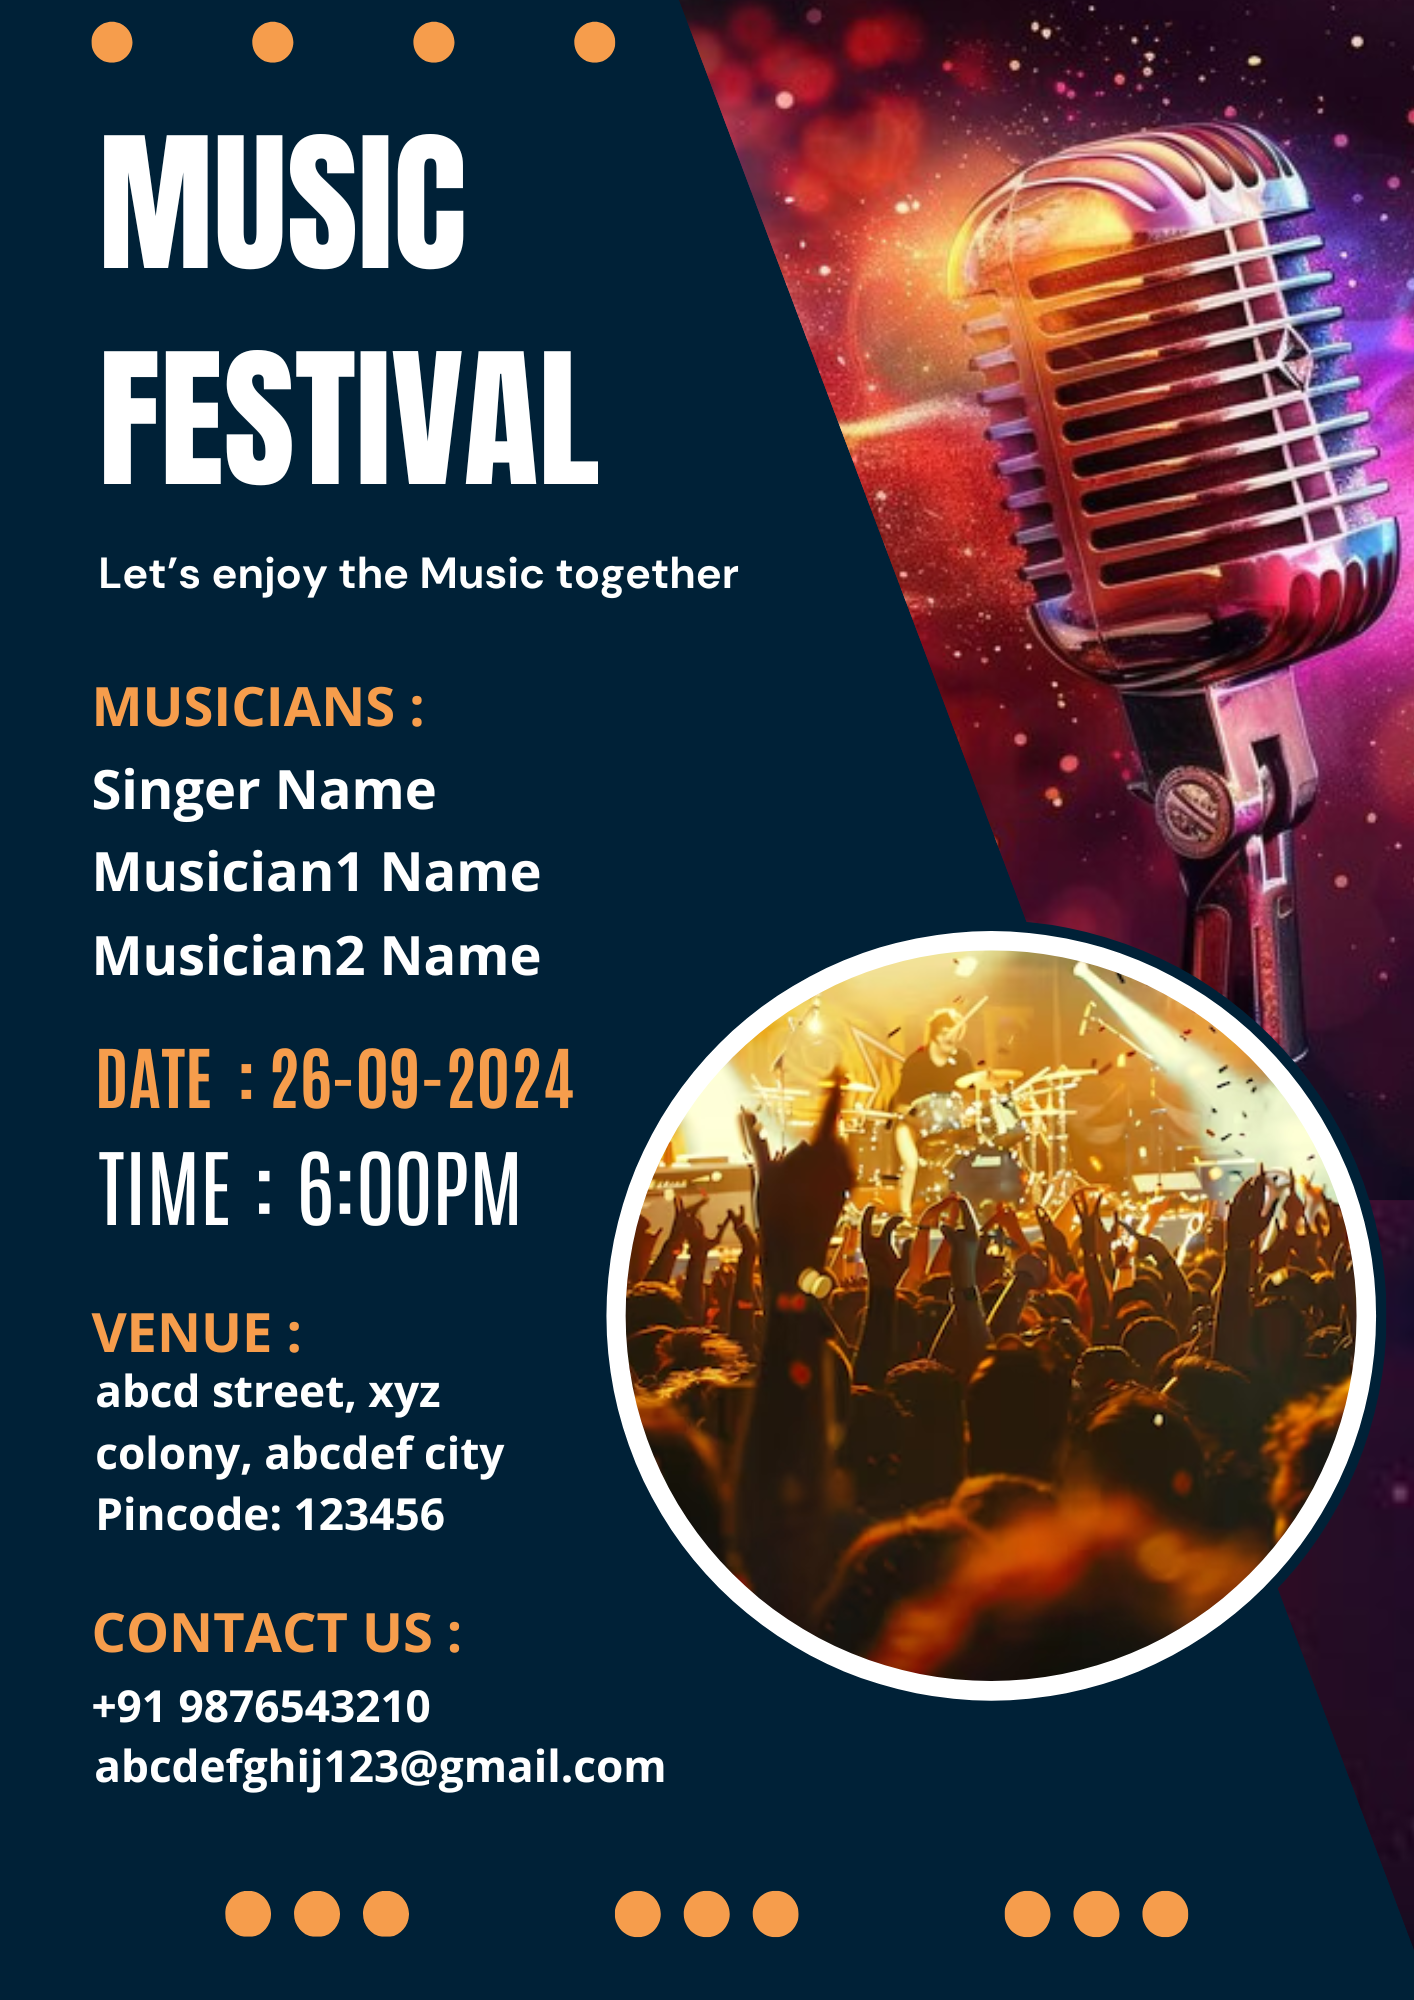 MUSIC
FESTIVAL
Let’s enjoy the Music together
MUSICIANS :
Singer Name
Musician1 Name
Musician2 Name
DATE : 26-09-2024
TIME : 6:00PM
VENUE :
abcd street, xyz
colony, abcdef city
Pincode: 123456
CONTACT US :
+91 9876543210
abcdefghij123@gmail.com